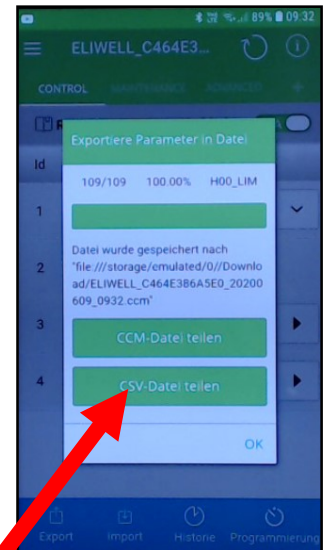 89% 09:32
ELIWELL_C464E3...
CONTROL MAINTENANCE ADVANCED +
Id
Exportiere Parameter in Datei
109/109 100.00% H00_LIM
1
Datei wurde gespeichert nach
"file:///storage/emulated/0//Downlo
ad/ELIWELL_C464E386A5E0_20200
609_0932.ccm"
2
3
CCM-Datei teilen
4
CSV-Datei teilen
OK
Export Import Historie Programmierung